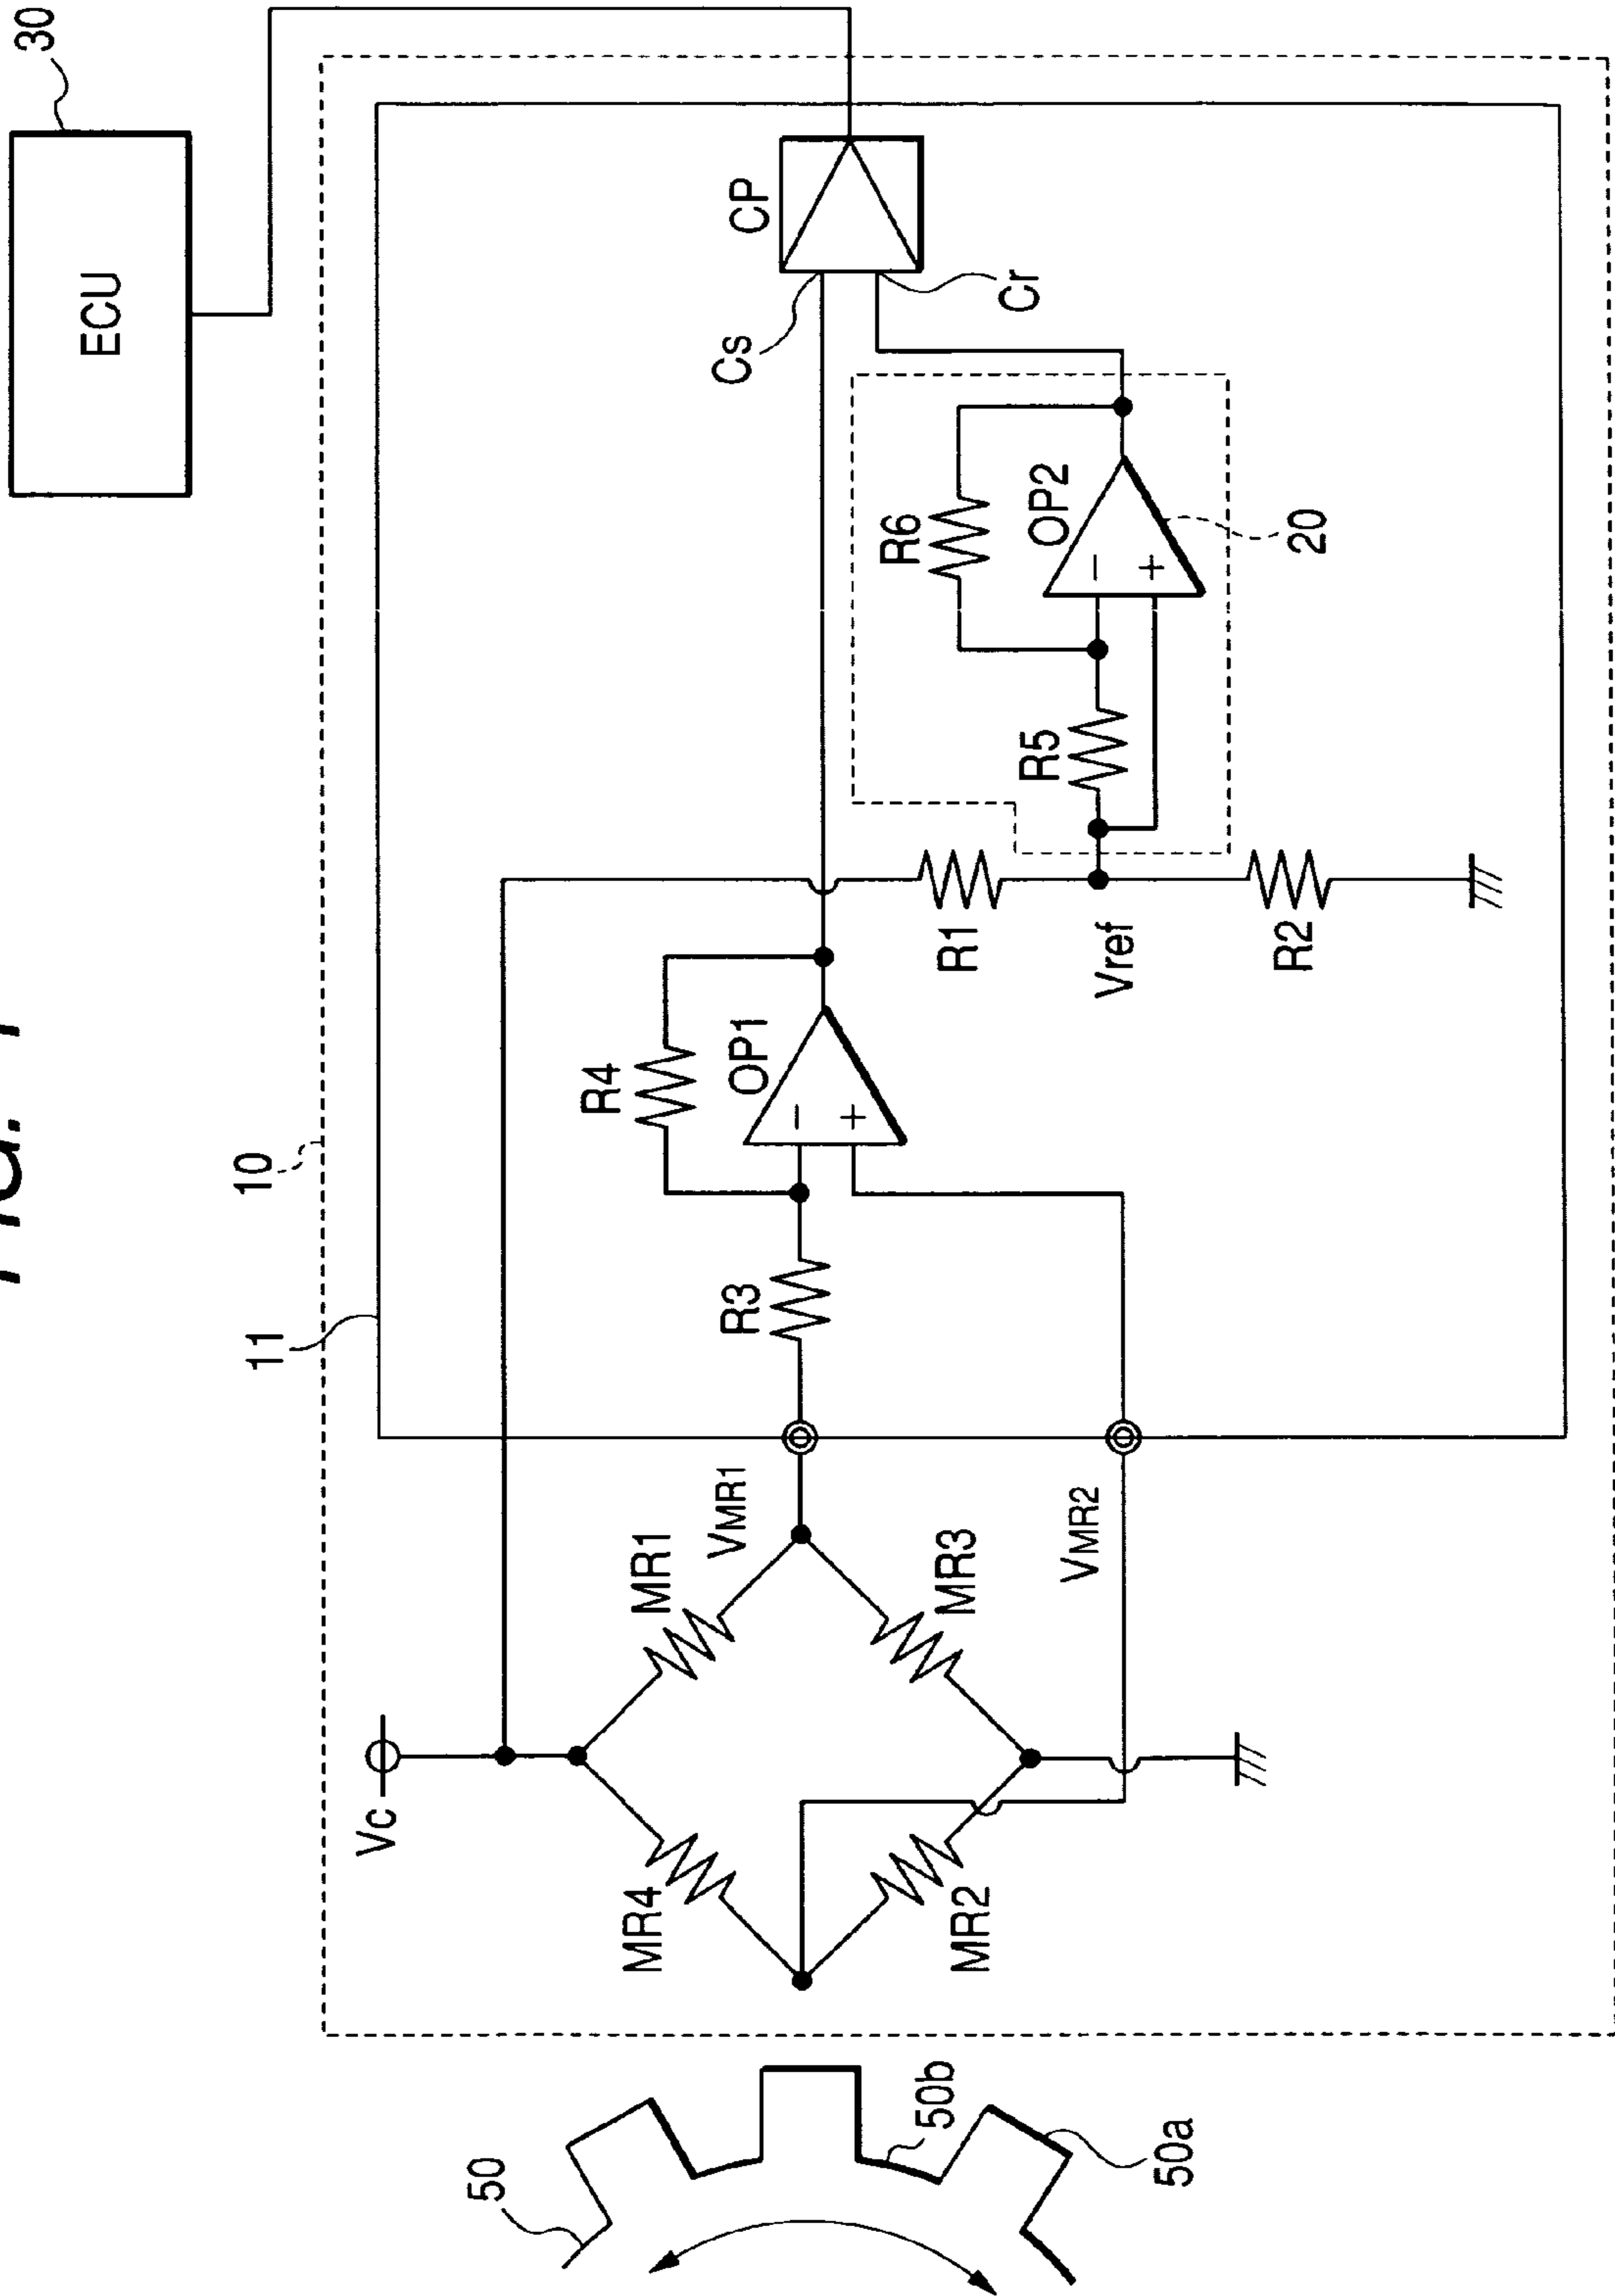 FIG. 1
30
ECU
10
11
Vc
MR4
MR1
MR2
MR3
VMR1
VMR2
R3
R4
OP1
−
+
R1
Vref
R2
R5
R6
OP2
−
+
20
Cs
Cr
CP
50
50b
50a